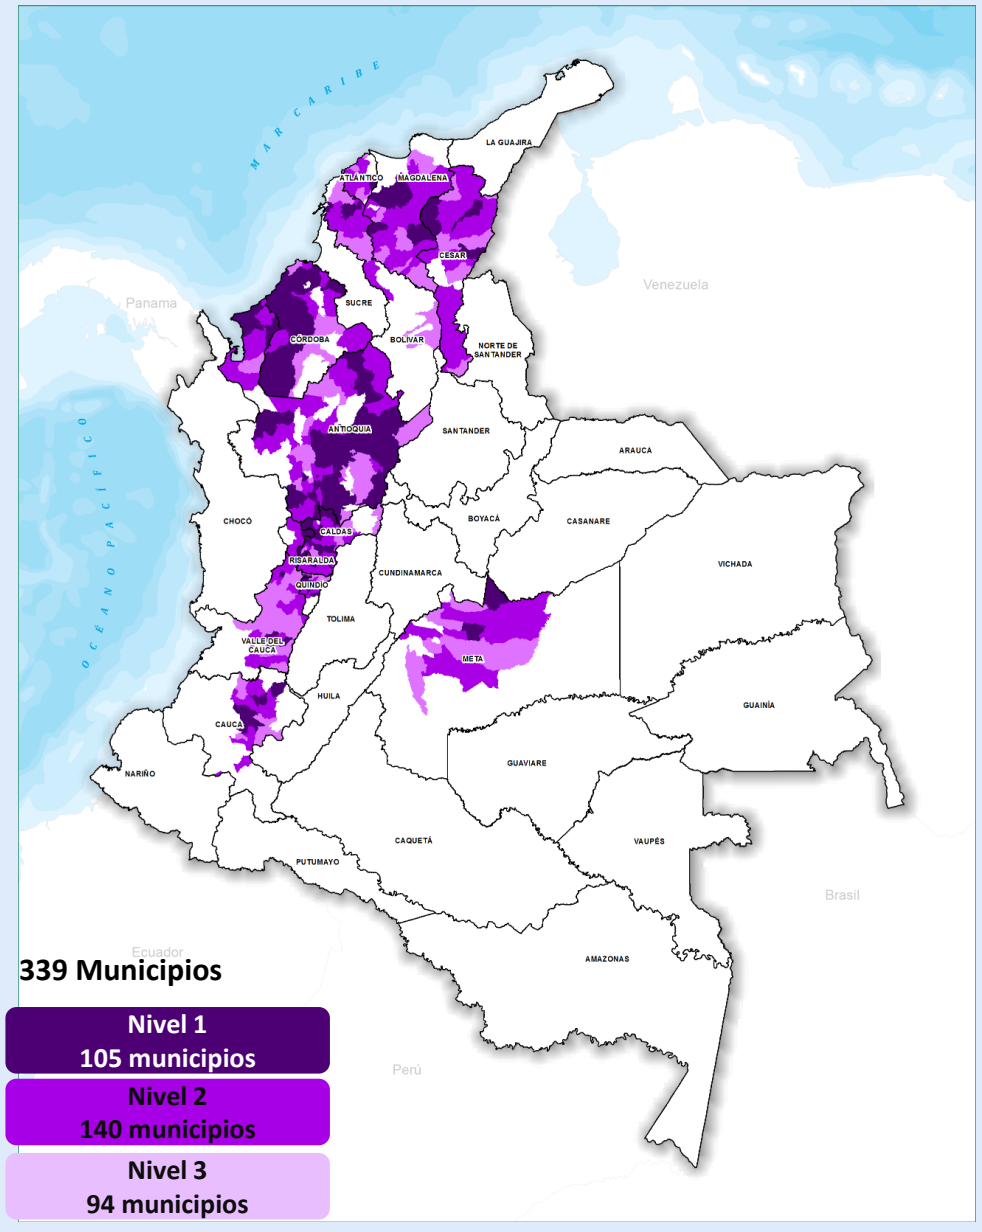 MAR CARIBE
LA GUAJIRA
ATLÁNTICO
MAGDALENA
CESAR
Venezuela
Panama
SUCRE
CÓRDOBA
BOLÍVAR
NORTE DE
SANTANDER
OCÉANO PACÍFICO
ANTIOQUIA
SANTANDER
ARAUCA
CHOCÓ
BOYACÁ
CASANARE
CALDAS
RISARALDA
CUNDINAMARCA
VICHADA
QUINDIO
TOLIMA
VALLE DEL
CAUCA
META
HUILA
GUAINÍA
CAUCA
GUAVIARE
NARIÑO
CAQUETÁ
VAUPÉS
PUTUMAYO
Brasil
Ecuador
AMAZONAS
339 Municipios
Nivel 1
105 municipios
Perú
Nivel 2
140 municipios
Nivel 3
94 municipios